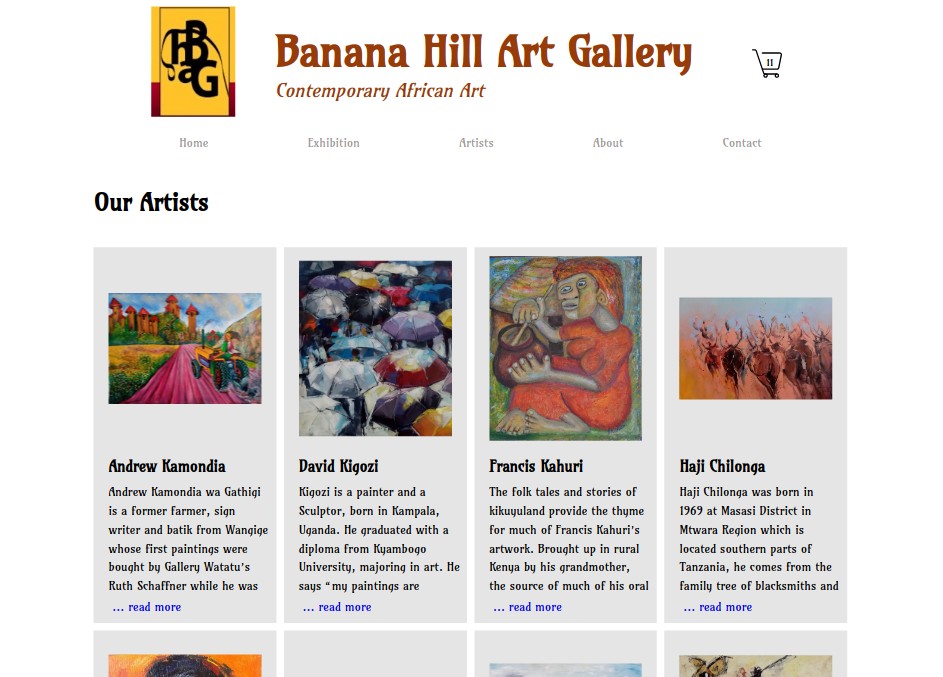 HBaG
Banana Hill Art Gallery
Contemporary African Art
11
Home
Exhibition
Artists
About
Contact
Our Artists
Andrew Kamondia
Andrew Kamondia wa Gathigi
is a former farmer, sign
writer and batik from Wangige
whose first paintings were
bought by Gallery Watatu's
Ruth Schaffner while he was
... read more
David Kigozi
Kigozi is a painter and a
Sculptor, born in Kampala,
Uganda. He graduated with a
diploma from Kyambogo
University, majoring in art. He
says “my paintings are
... read more
Francis Kahuri
The folk tales and stories of
kikuyuland provide the thyme
for much of Francis Kahuri's
artwork. Brought up in rural
Kenya by his grandmother,
the source of much of his oral
... read more
Haji Chilonga
Haji Chilonga was born in
1969 at Masasi District in
Mtwara Region which is
located southern parts of
Tanzania, he comes from the
family tree of blacksmiths and
... read more